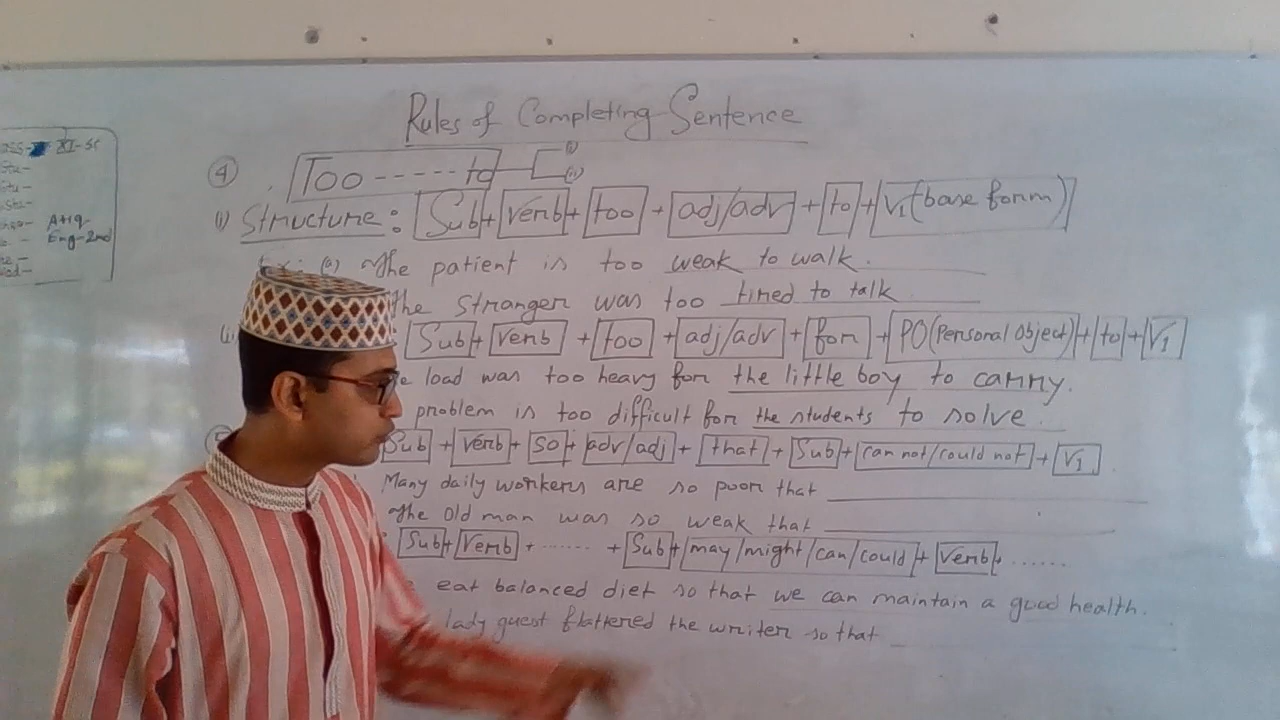 Rules of Completing Sentence
4 Too ----- to (i)
(ii)
(i) Structure : Sub + verb + too + adj/adv + to + V1 (base form)
Ex: (a) The patient is too weak to walk.
The stranger was too tired to talk
Sub + verb + too + adj/adv + for + PO (Personal Object) + to + V1
load was too heavy for the little boy to carry.
problem is too difficult for the students to solve.
Sub + verb + so + adv/adj + that + Sub + can not/could not + V1
Many daily workers are so poor that
The old man was so weak that
Sub + Verb + ...... + Sub + may/might/can/could + verb + ......
eat balanced diet so that we can maintain a good health.
lady guest flattered the writer so that
XI-sc
Atiq
Eng-2nd